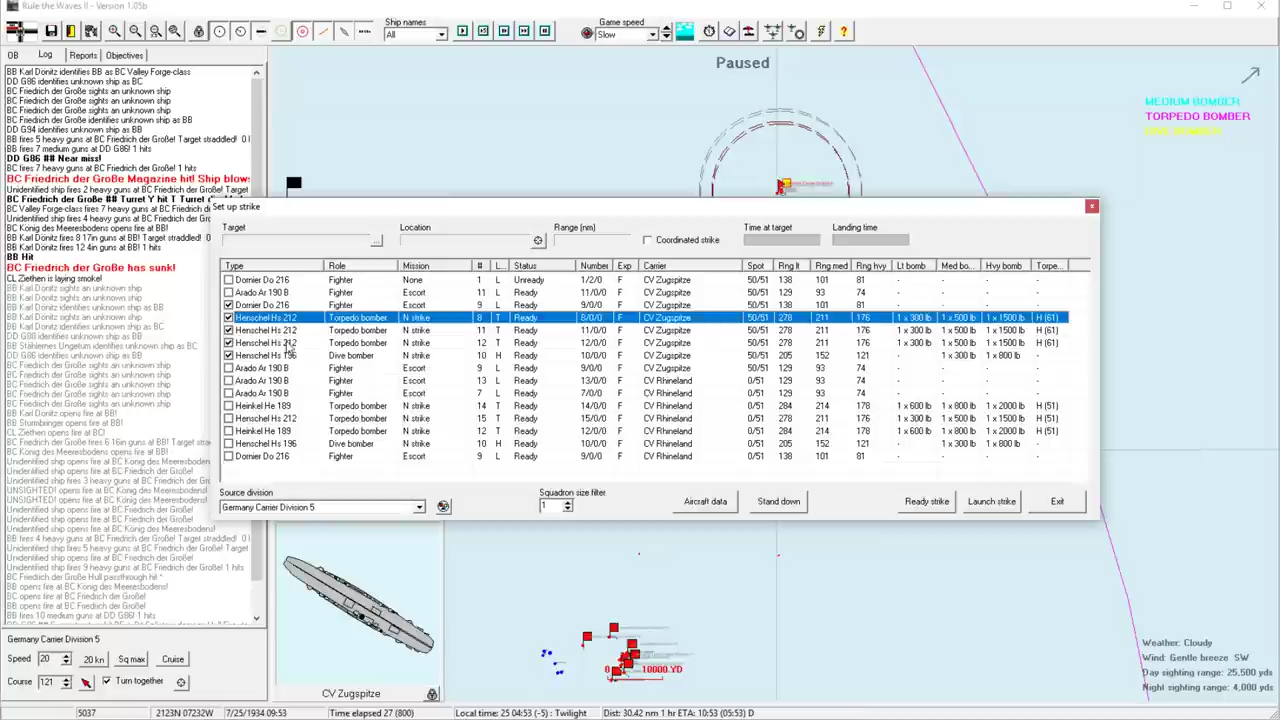 Rule the Waves II - Version 1.05b
Ship names
All
Game speed
Slow
OB Log Reports Objectives
BB Karl Dönitz identifies BB as BC Valley Forge-class
DD G86 identifies unknown ship as BC
BC Friedrich der Große sights an unknown ship
BC Friedrich der Große sights an unknown ship
BC Friedrich der Große identifies unknown ship as BB
DD G94 identifies unknown ship as BB
BB fires 5 heavy guns at BC Friedrich der Große! Target straddled! 0 l
BB fires 7 medium guns at DD G86! 1 hits
DD G86 ## Near miss!
BC fires 7 heavy guns at BC Friedrich der Große! 1 hits
BC Friedrich der Große Magazine hit! Ship blows
Unidentified ship fires 2 heavy guns at BC Friedrich der Große! Target
BC Friedrich der Große ## Turret Y hit T Turret
BC Valley Forge-class fires 7 heavy guns at BC Friedrich der Große!
Unidentified ship fires 4 heavy guns at BC Friedrich der Große!
BC König des Meeresbodens opens fire at BB!
BB Karl Dönitz fires 8 17in guns at BB! Target straddled! 0
BB Karl Dönitz fires 12 4in guns at BB! 1 hits
BB Hit
BC Friedrich der Große has sunk!
CL Ziethen is laying smoke!
BB Karl Dönitz sights an unknown ship
BB Karl Dönitz sights an unknown ship
BB Karl Dönitz identifies unknown ship as BB
BB Karl Dönitz sights an unknown ship
DD G88 identifies unknown ship as BB
BB Stählernes Ungetüm identifies unknown ship as BC
DD G86 identifies unknown ship as BB
BB Karl Dönitz sights an unknown ship
BB Karl Dönitz sights an unknown ship
BB Karl Dönitz sights an unknown ship
BB Karl Dönitz opens fire at BB!
BB Sturmbringer opens fire at BB!
CL Ziethen opens fire at BC!
BC Friedrich der Große fires 6 16in guns at BB! Target stra
BC König des Meeresbodens opens fire at BB!
Unidentified ship opens fire at BC König des Meeresbodens!
Unidentified ship opens fire at BC Friedrich der Große!
Unidentified ship fires 3 heavy guns at BC Friedrich der Große!
UNSIGHTED! opens fire at BC König des Meeresbodens!
UNSIGHTED! opens fire at BC König des Meeresbodens!
Unidentified ship opens fire at BC Friedrich der Große!
BB fires 4 heavy guns at BC Friedrich der Große! Target straddled! 0 l
Unidentified ship fires 5 heavy guns at BC Friedrich der Große! Target
Unidentified ship opens fire at BC Friedrich der Große!
Unidentified ship fires 9 heavy guns at BC Friedrich der Große! 1 hits
BC Friedrich der Große Hull passthrough hit *
BB opens fire at BC König des Meeresbodens!
BB opens fire at BC Friedrich der Große!
BB opens fire at BC Friedrich der Große!
BB fires 10 medium guns at DD G86! 1 hits
Germany Carrier Division 5
Speed 20 20 kn Sq max Cruise
Course 121 Turn together
Paused
MEDIUM BOMBER
TORPEDO BOMBER
DIVE BOMBER
Set up strike
Target Location Range (nm) Coordinated strike Time at target Landing time
Type Role Mission # L... Status Number Exp Carrier Spot Rng lt Rng med Rng hvy Lt bomb Med bo... Hvy bomb Torpe...
Dornier Do 216 Fighter None 1 L Unready 1/2/0 F CV Zugspitze 50/51 138 101 81 - - - -
Arado Ar 190 B Fighter Escort 11 L Ready 11/0/0 F CV Zugspitze 50/51 129 93 74 - - - -
Dornier Do 216 Fighter Escort 9 L Ready 9/0/0 F CV Zugspitze 50/51 138 101 81 - - - -
Henschel Hs 212 Torpedo bomber N strike 8 T Ready 8/0/0 F CV Zugspitze 50/51 278 211 176 1 x 300 lb 1 x 500 lb 1 x 1500 lb H (61)
Henschel Hs 212 Torpedo bomber N strike 11 T Ready 11/0/0 F CV Zugspitze 50/51 278 211 176 1 x 300 lb 1 x 500 lb 1 x 1500 lb H (61)
Henschel Hs 212 Torpedo bomber N strike 12 T Ready 12/0/0 F CV Zugspitze 50/51 278 211 176 1 x 300 lb 1 x 500 lb 1 x 1500 lb H (61)
Henschel Hs 196 Dive bomber N strike 10 H Ready 10/0/0 F CV Zugspitze 50/51 205 152 121 - 1 x 300 lb 1 x 800 lb -
Arado Ar 190 B Fighter Escort 9 L Ready 9/0/0 F CV Zugspitze 50/51 129 93 74 - - - -
Arado Ar 190 B Fighter Escort 13 L Ready 13/0/0 F CV Rhineland 0/51 129 93 74 - - - -
Arado Ar 190 B Fighter Escort 7 L Ready 7/0/0 F CV Rhineland 0/51 129 93 74 - - - -
Heinkel He 189 Torpedo bomber N strike 14 T Ready 14/0/0 F CV Rhineland 0/51 284 214 178 1 x 600 lb 1 x 800 lb 1 x 2000 lb H (51)
Henschel Hs 212 Torpedo bomber N strike 15 T Ready 15/0/0 F CV Rhineland 0/51 278 211 176 1 x 300 lb 1 x 500 lb 1 x 1500 lb H (61)
Heinkel He 189 Torpedo bomber N strike 12 T Ready 12/0/0 F CV Rhineland 0/51 284 214 178 1 x 600 lb 1 x 800 lb 1 x 2000 lb H (51)
Henschel Hs 196 Dive bomber N strike 10 H Ready 10/0/0 F CV Rhineland 0/51 205 152 121 - 1 x 300 lb 1 x 800 lb -
Dornier Do 216 Fighter Escort 9 L Ready 9/0/0 F CV Rhineland 0/51 138 101 81 - - - -
Source division
Germany Carrier Division 5
Squadron size filter
1
Aircraft data Stand down Ready strike Launch strike Exit
CV Zugspitze
0 10000 YD
Weather: Cloudy
Wind: Gentle breeze SW
Day sighting range: 25,500 yds
Night sighting range: 4,000 yds
5037 2123N 07232W 7/25/1934 09:53 Time elapsed 27 (800) Local time: 25 04:53 (-5) : Twilight Dist: 30.42 nm 1 hr ETA: 10:53 (05:53) D